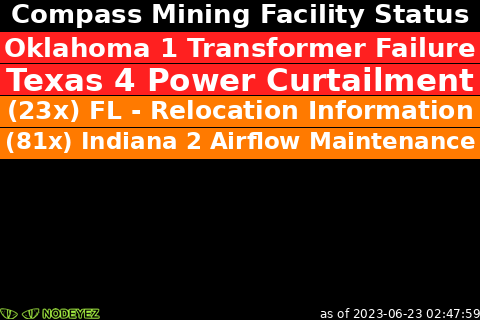 Compass Mining Facility Status
Oklahoma 1 Transformer Failure
Texas 4 Power Curtailment
(23x) FL - Relocation Information
(81x) Indiana 2 Airflow Maintenance
NODEYEZ
as of 2023-06-23 02:47:59